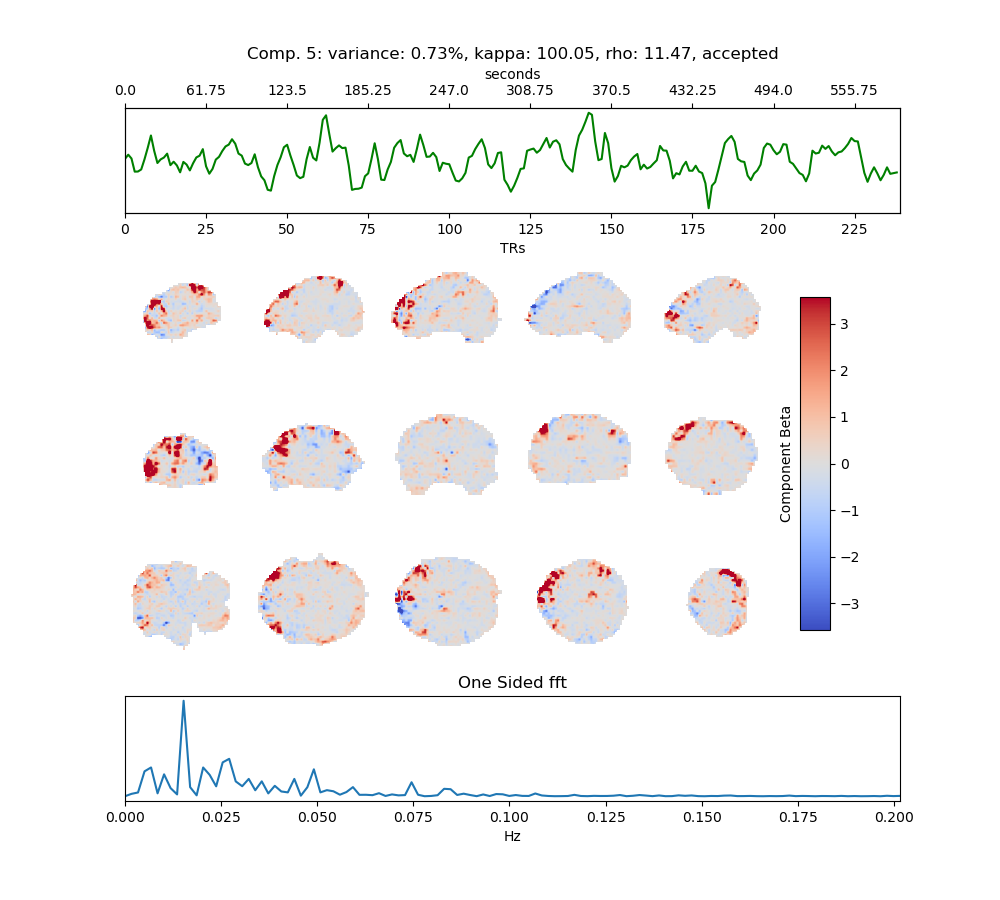 Comp. 5: variance: 0.73%, kappa: 100.05, rho: 11.47, accepted
seconds
0.0 61.75 123.5 185.25 247.0 308.75 370.5 432.25 494.0 555.75
0 25 50 75 100 125 150 175 200 225
TRs
3
2
1
0
−1
−2
−3
Component Beta
One Sided fft
0.000 0.025 0.050 0.075 0.100 0.125 0.150 0.175 0.200
Hz